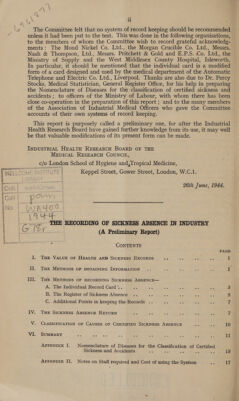 The Committee felt that no system of record keeping should be recommended
unless it had been put to the test. This was done in the following organisations,
to the members of whom the Committee wish to record grateful acknowledg-
ments: The Mond Nickel Co. Ltd., the Morgan Crucible Co. Ltd., Messrs.
Nash & Thompson, Ltd., Messrs. Pritchett & Gold and E.P.S. Co. Ltd., the
Ministry of Supply and the West Middlesex County Hospital, Isleworth.
In particular, it should be mentioned that the individual card is a modified
form of a card designed and used by the medical department of the Automatic
Telephone and Electric Co. Ltd., Liverpool. Thanks are also due to Dr. Percy
Stocks, Medical Statistician, General Register Office, for his help in preparing
the Nomenclature of Diseases for the classification of certified sickness and
accidents; to officers of the Ministry of Labour, with whom there has been
close co-operation in the preparation of this report; and to the many members
of the Association of Industrial Medical Officers who gave the Committee
accounts of their own systems of record keeping.
This report is purposely called a preliminary one, for after the Industrial
Health Research Board have gained further knowledge from its use, it may well
be that valuable modifications of its present form can be made.
INDUSTRIAL HEALTH RESEARCH BOARD OF THE
MEDICAL RESEARCH COUNCIL,
c/o London School of Hygiene and Tropical Medicine,
Keppel Street, Gower Street, London, W.C.1.
26th June, 1944.
WA400
1944
THE RECORDING OF SICKNESS ABSENCE IN INDUSTRY
(A Preliminary Report)
CONTENTS
PAGE
I. THE VALUE OF HEALTH AND SICKNESS RECORDS .. .. .. 1
II. THE METHODS OF OBTAINING INFORMATION .. .. .. 1
III. THE METHODS OF RECORDING SICKNESS ABSENCE—
A. The Individual Record Card .. .. .. 3
B. The Register of Sickness Absence .. .. .. 5
C. Additional Points in keeping the Records .. .. .. 7
IV. THE SICKNESS ABSENCE RETURN .. .. .. 7
V. CLASSIFICATION OF CAUSES OF CERTIFIED SICKNESS ABSENCE .. 10
VI. SUMMARY .. .. .. 11
APPENDIX I. Nomenclature of Diseases for the Classification of Certified
Sickness and Accidents .. .. .. 13
APPENDIX II. Notes on Staff required and Cost of using the System .. 17